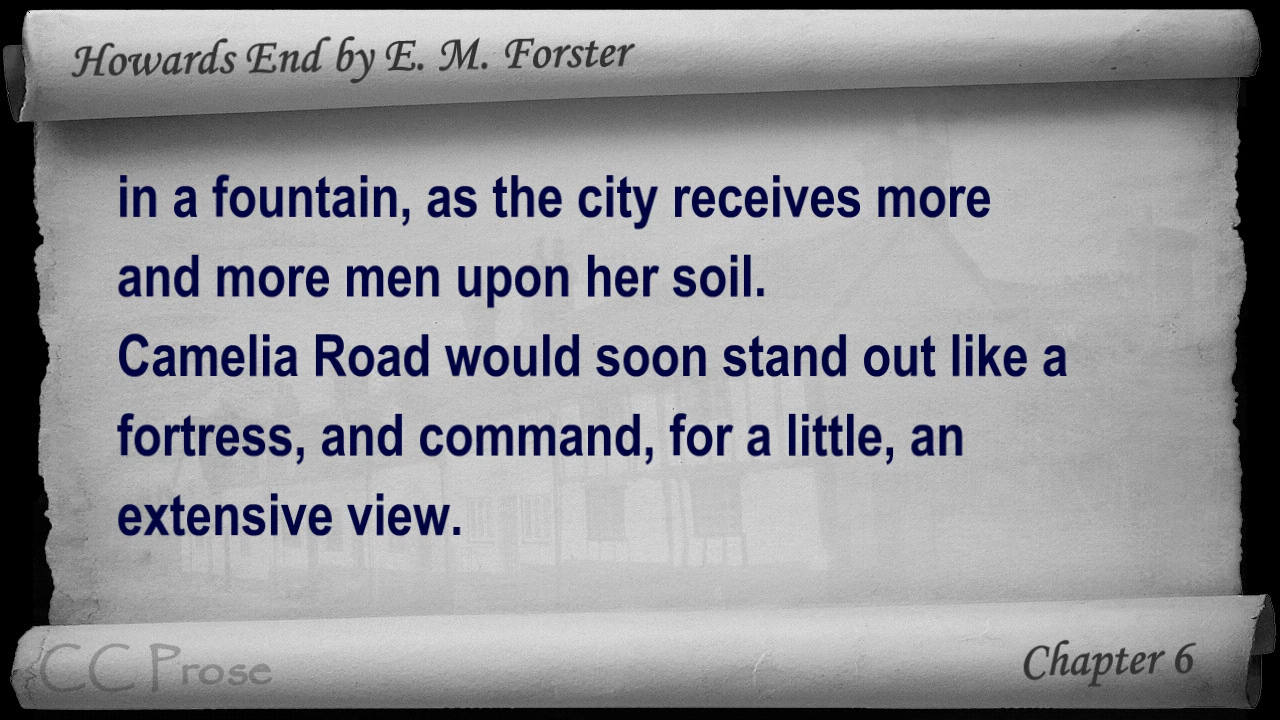 Howards End by E. M. Forster
in a fountain, as the city receives more
and more men upon her soil.
Camelia Road would soon stand out like a
fortress, and command, for a little, an
extensive view.
CC Prose
Chapter 6